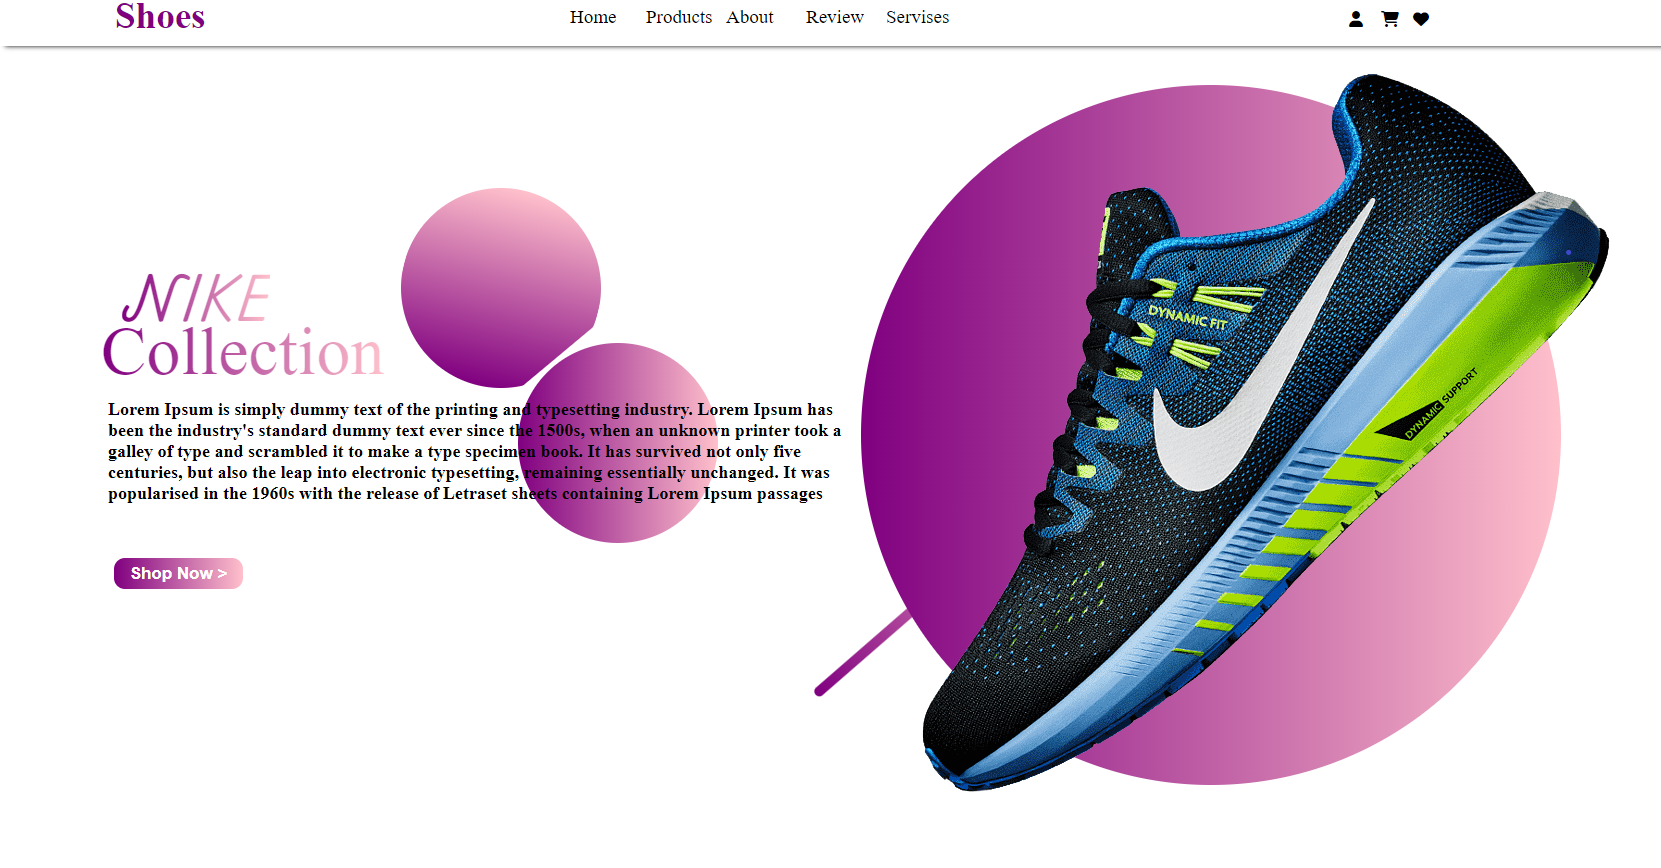 Shoes
Home Products About Review Servises
NIKE
Collection
Lorem Ipsum is simply dummy text of the printing and typesetting industry. Lorem Ipsum has
been the industry's standard dummy text ever since the 1500s, when an unknown printer took a
galley of type and scrambled it to make a type specimen book. It has survived not only five
centuries, but also the leap into electronic typesetting, remaining essentially unchanged. It was
popularised in the 1960s with the release of Letraset sheets containing Lorem Ipsum passages
Shop Now >
DYNAMIC FIT
DYNAMIC SUPPORT